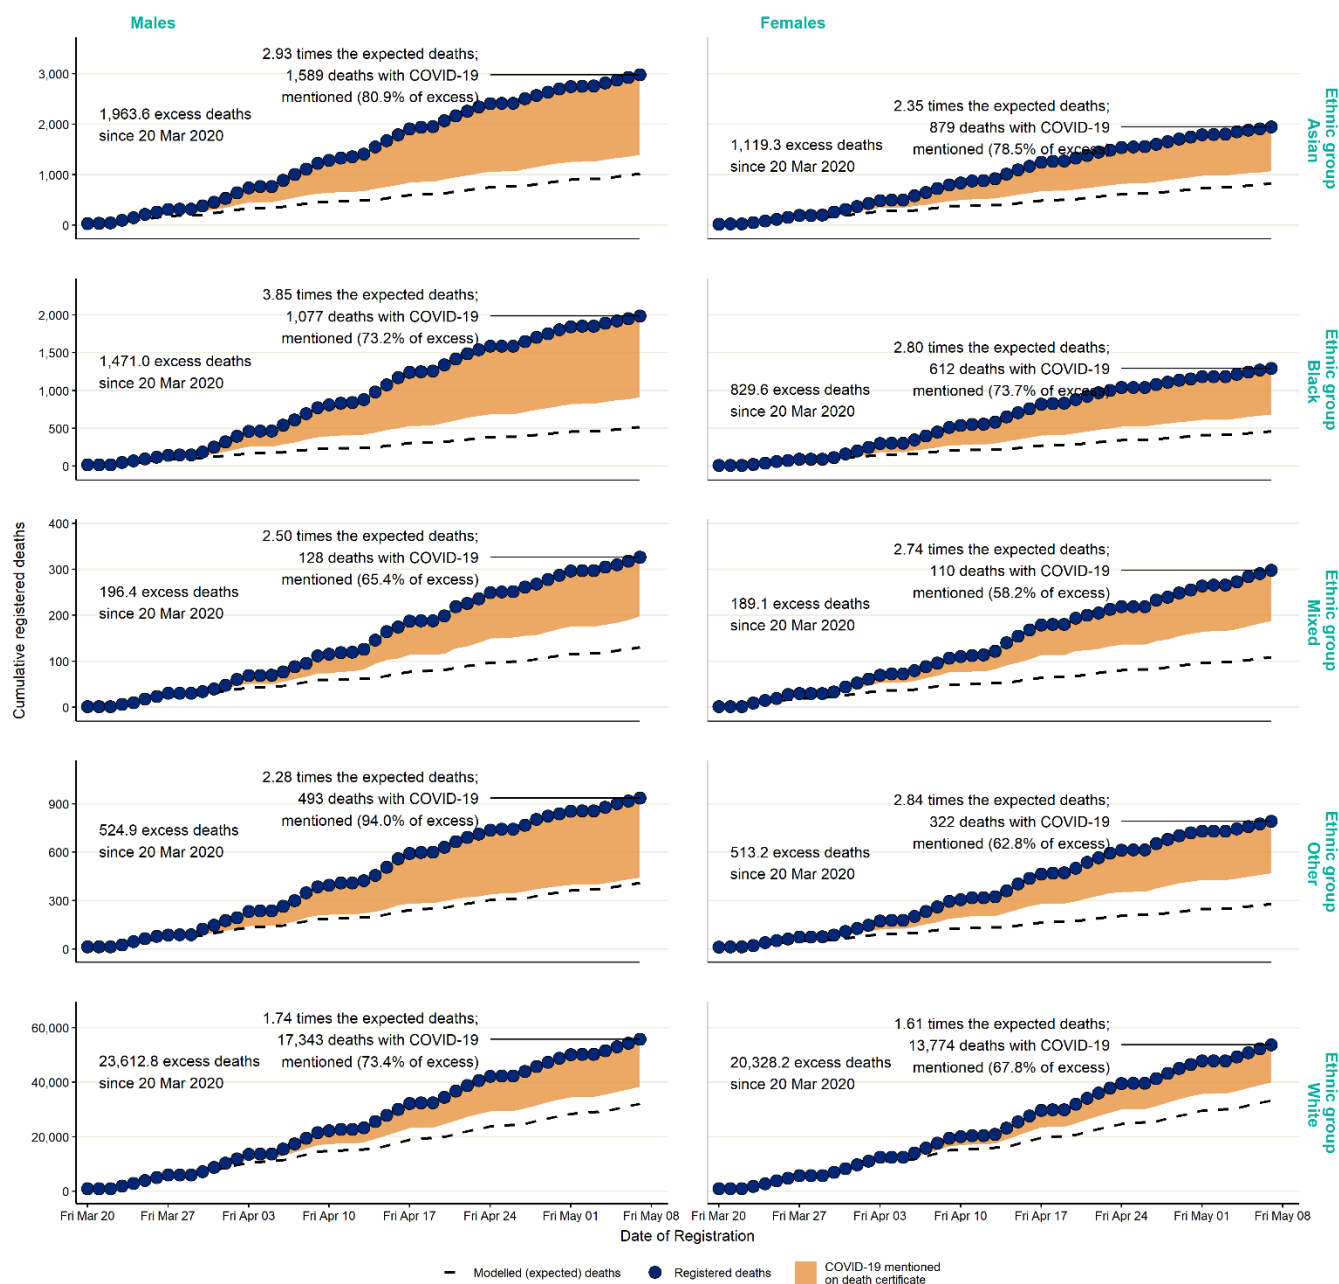 Males
Females
3,000
2,000
1,000
0
2.93 times the expected deaths;
1,589 deaths with COVID-19
mentioned (80.9% of excess)
1,963.6 excess deaths
since 20 Mar 2020
2.35 times the expected deaths;
879 deaths with COVID-19
mentioned (78.5% of excess)
1,119.3 excess deaths
since 20 Mar 2020
Ethnic group
Asian
2,000
1,500
1,000
500
0
3.85 times the expected deaths;
1,077 deaths with COVID-19
mentioned (73.2% of excess)
1,471.0 excess deaths
since 20 Mar 2020
2.80 times the expected deaths;
612 deaths with COVID-19
mentioned (73.7% of excess)
829.6 excess deaths
since 20 Mar 2020
Ethnic group
Black
Cumulative registered deaths
400
300
200
100
0
2.50 times the expected deaths;
128 deaths with COVID-19
mentioned (65.4% of excess)
196.4 excess deaths
since 20 Mar 2020
2.74 times the expected deaths;
110 deaths with COVID-19
mentioned (58.2% of excess)
189.1 excess deaths
since 20 Mar 2020
Ethnic group
Mixed
900
600
300
0
2.28 times the expected deaths;
493 deaths with COVID-19
mentioned (94.0% of excess)
524.9 excess deaths
since 20 Mar 2020
2.84 times the expected deaths;
322 deaths with COVID-19
mentioned (62.8% of excess)
513.2 excess deaths
since 20 Mar 2020
Ethnic group
Other
60,000
40,000
20,000
0
1.74 times the expected deaths;
17,343 deaths with COVID-19
mentioned (73.4% of excess)
23,612.8 excess deaths
since 20 Mar 2020
1.61 times the expected deaths;
13,774 deaths with COVID-19
mentioned (67.8% of excess)
20,328.2 excess deaths
since 20 Mar 2020
Ethnic group
White
Fri Mar 20 Fri Mar 27 Fri Apr 03 Fri Apr 10 Fri Apr 17 Fri Apr 24 Fri May 01 Fri May 08
Fri Mar 20 Fri Mar 27 Fri Apr 03 Fri Apr 10 Fri Apr 17 Fri Apr 24 Fri May 01 Fri May 08
Date of Registration
Modelled (expected) deaths
Registered deaths
COVID-19 mentioned
on death certificate